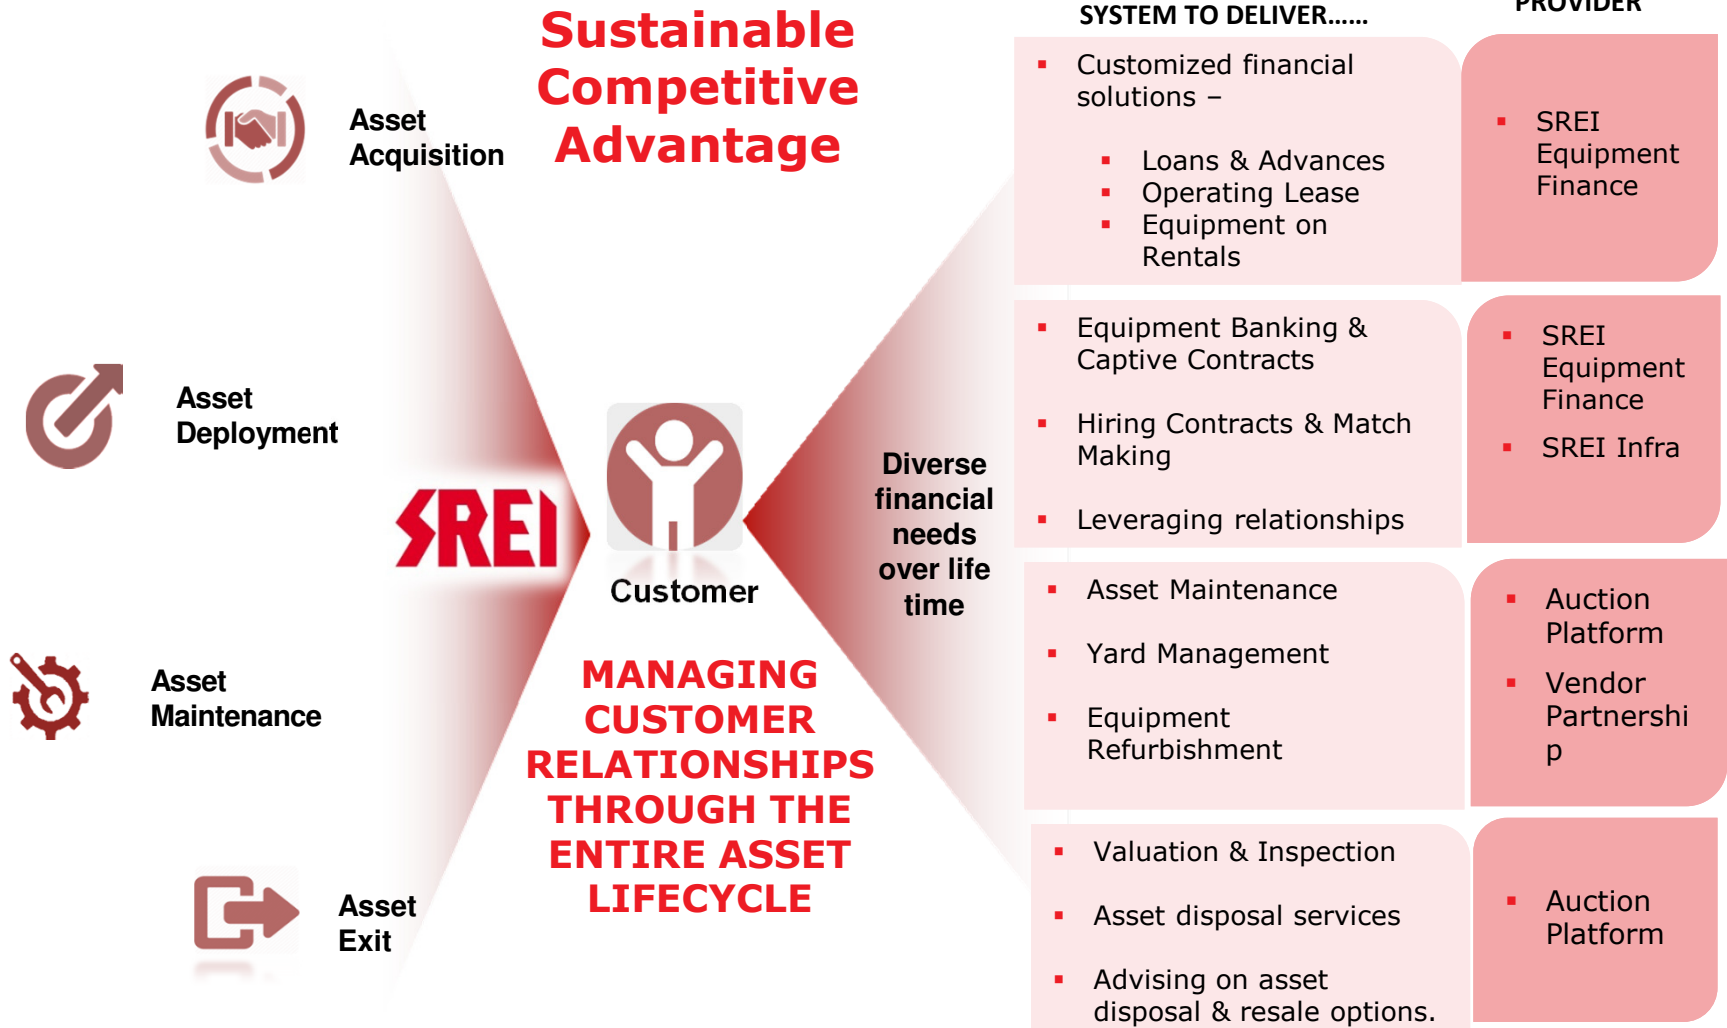 Sustainable
Competitive
Advantage
SYSTEM TO DELIVER......
PROVIDER
Asset
Acquisition
Asset
Deployment
Asset
Maintenance
Asset
Exit
SREI
Customer
MANAGING
CUSTOMER
RELATIONSHIPS
THROUGH THE
ENTIRE ASSET
LIFECYCLE
Diverse
financial
needs
over life
time
▪ Customized financial
solutions –
▪ Loans & Advances
▪ Operating Lease
▪ Equipment on
Rentals
▪ SREI
Equipment
Finance
▪ Equipment Banking &
Captive Contracts
▪ Hiring Contracts & Match
Making
▪ Leveraging relationships
▪ SREI
Equipment
Finance
▪ SREI Infra
▪ Asset Maintenance
▪ Yard Management
▪ Equipment
Refurbishment
▪ Auction
Platform
▪ Vendor
Partnershi
p
▪ Valuation & Inspection
▪ Asset disposal services
▪ Advising on asset
disposal & resale options.
▪ Auction
Platform